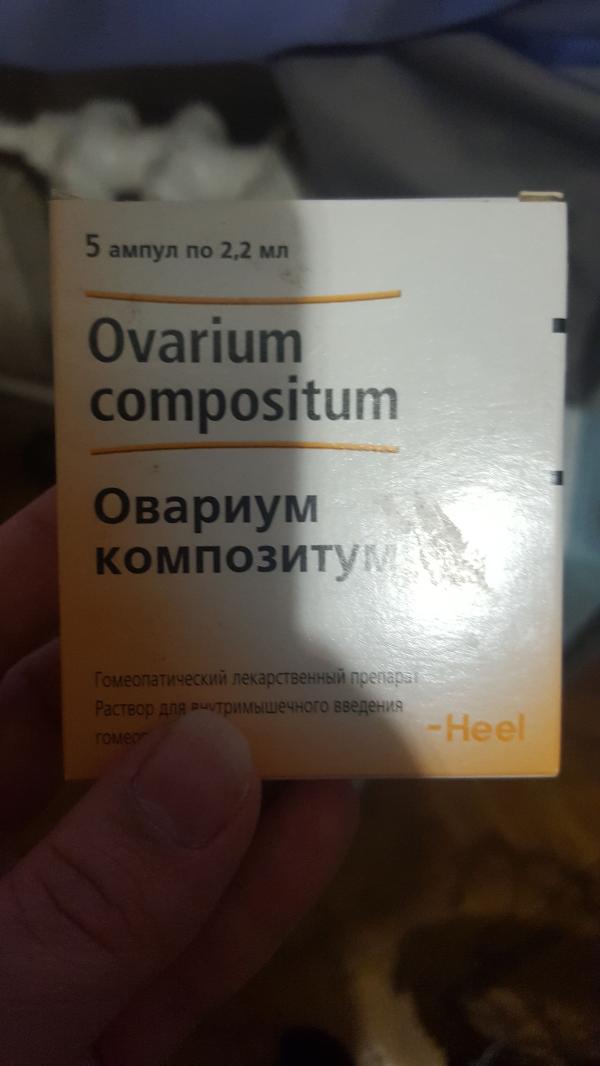 5 ампул по 2,2 мл
Ovarium
compositum
Овариум
композитум
Гомеопатический лекарственный препарат
Раствор для внутримышечного введения
-Heel